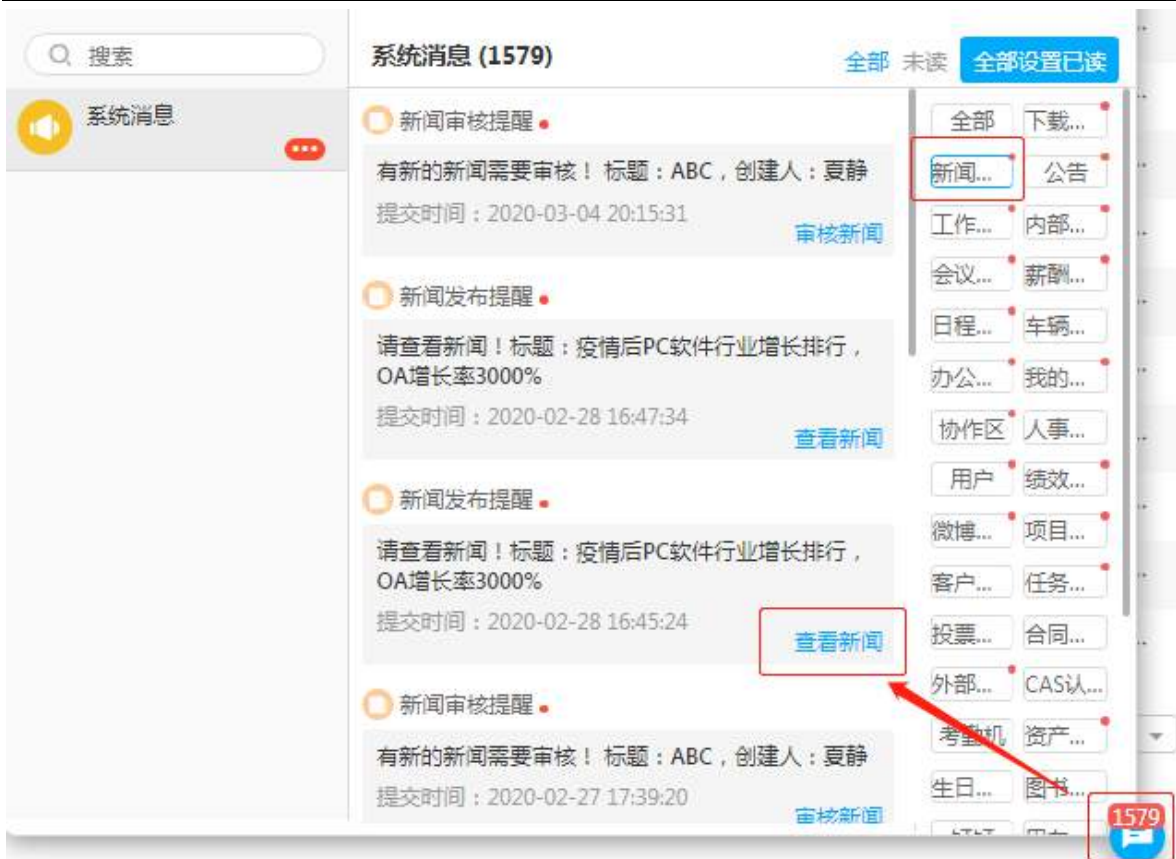 搜索
系统消息
系统消息 (1579)
全部 未读 全部设置已读
新闻审核提醒
有新的新闻需要审核！ 标题：ABC，创建人：夏静
提交时间：2020-03-04 20:15:31
审核新闻
新闻发布提醒
请查看新闻！标题：疫情后PC软件行业增长排行，
OA增长率3000%
提交时间：2020-02-28 16:47:34
查看新闻
新闻发布提醒
请查看新闻！标题：疫情后PC软件行业增长排行，
OA增长率3000%
提交时间：2020-02-28 16:45:24
查看新闻
新闻审核提醒
有新的新闻需要审核！ 标题：ABC，创建人：夏静
提交时间：2020-02-27 17:39:20
审核新闻
全部 下载...
新闻... 公告
工作... 内部...
会议... 薪酬...
日程... 车辆...
办公... 我的...
协作区 人事...
用户 绩效...
微博... 项目...
客户... 任务...
投票... 合同...
外部... CAS认...
考勤机 资产...
生日... 图书...
1579